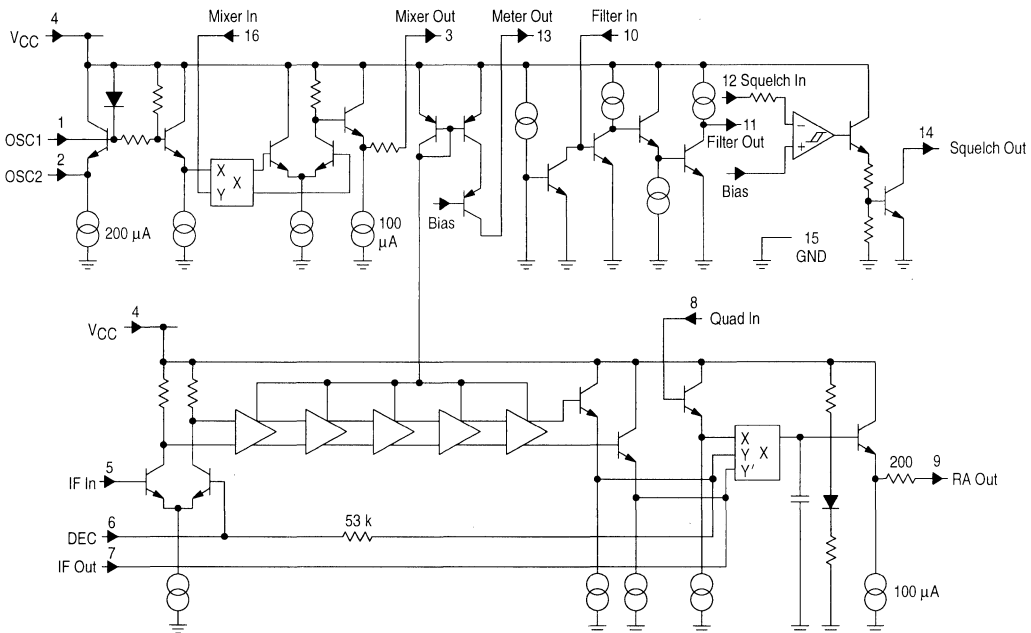 4
VCC
Mixer In
16
Mixer Out
3
Meter Out
13
Filter In
10
12 Squelch In
1
OSC1
2
OSC2
X
Y
X
200 µA
100
µA
Bias
11
Filter Out
−
+
Bias
14
Squelch Out
15
GND
4
VCC
8
Quad In
5
IF In
6
DEC
7
IF Out
53 k
X
Y
Y'
X
200
9
RA Out
100 µA